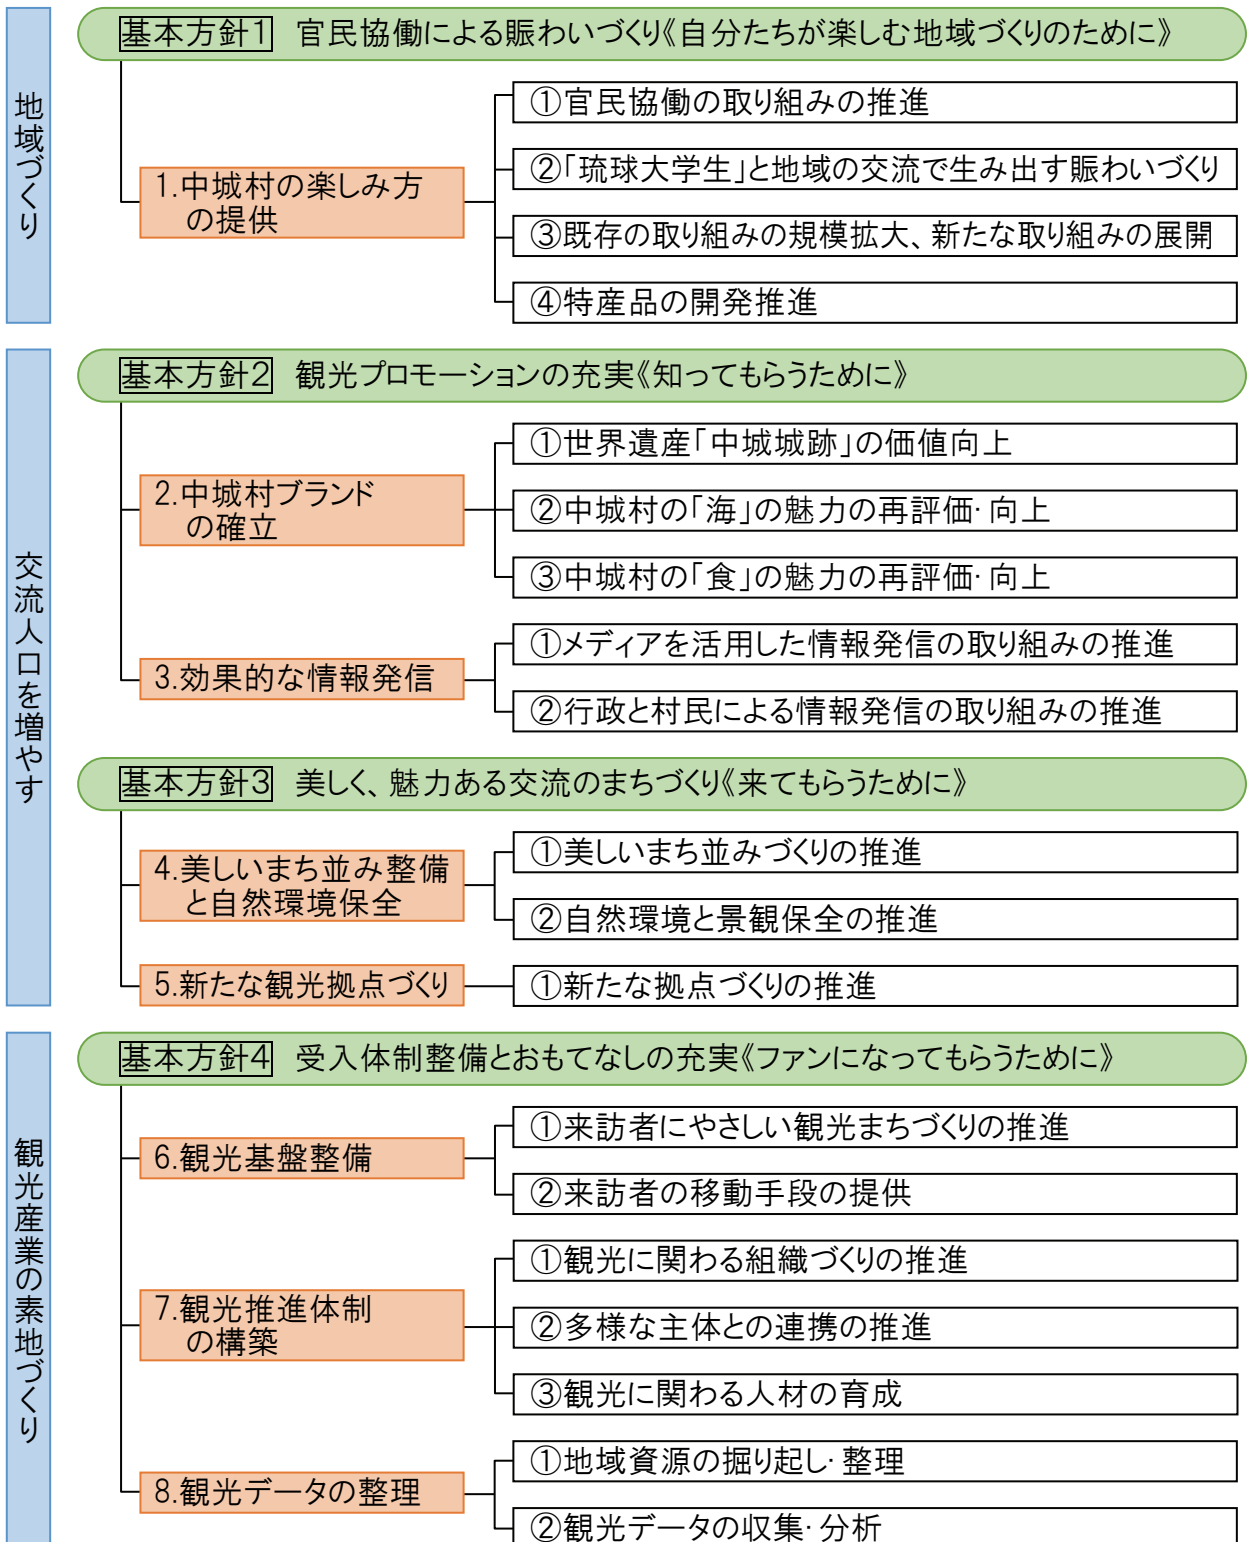 地域づくり
基本方針1 官民協働による賑わいづくり《自分たちが楽しむ地域づくりのために》
1.中城村の楽しみ方
の提供
①官民協働の取り組みの推進
②「琉球大学生」と地域の交流で生み出す賑わいづくり
③既存の取り組みの規模拡大、新たな取り組みの展開
④特産品の開発推進
交流人口を増やす
基本方針2 観光プロモーションの充実《知ってもらうために》
2.中城村ブランド
の確立
①世界遺産「中城城跡」の価値向上
②中城村の「海」の魅力の再評価・向上
③中城村の「食」の魅力の再評価・向上
3.効果的な情報発信
①メディアを活用した情報発信の取り組みの推進
②行政と村民による情報発信の取り組みの推進
基本方針3 美しく、魅力ある交流のまちづくり《来てもらうために》
4.美しいまち並み整備
と自然環境保全
①美しいまち並みづくりの推進
②自然環境と景観保全の推進
5.新たな観光拠点づくり
①新たな拠点づくりの推進
観光産業の素地づくり
基本方針4 受入体制整備とおもてなしの充実《ファンになってもらうために》
6.観光基盤整備
①来訪者にやさしい観光まちづくりの推進
②来訪者の移動手段の提供
7.観光推進体制
の構築
①観光に関わる組織づくりの推進
②多様な主体との連携の推進
③観光に関わる人材の育成
8.観光データの整理
①地域資源の掘り起し・整理
②観光データの収集・分析